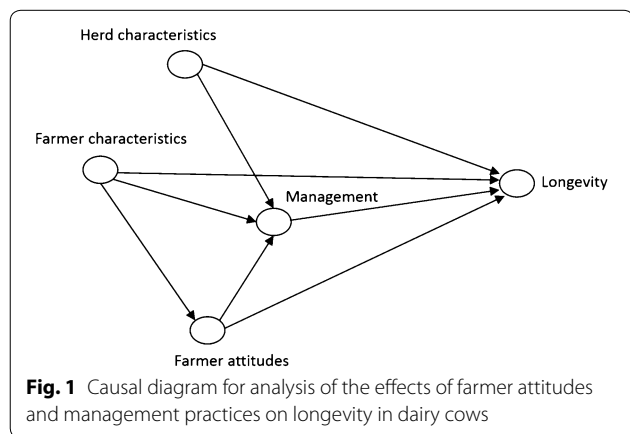 Herd characteristics
Farmer characteristics
Management
Longevity
Farmer attitudes
Fig. 1 Causal diagram for analysis of the effects of farmer attitudes
and management practices on longevity in dairy cows